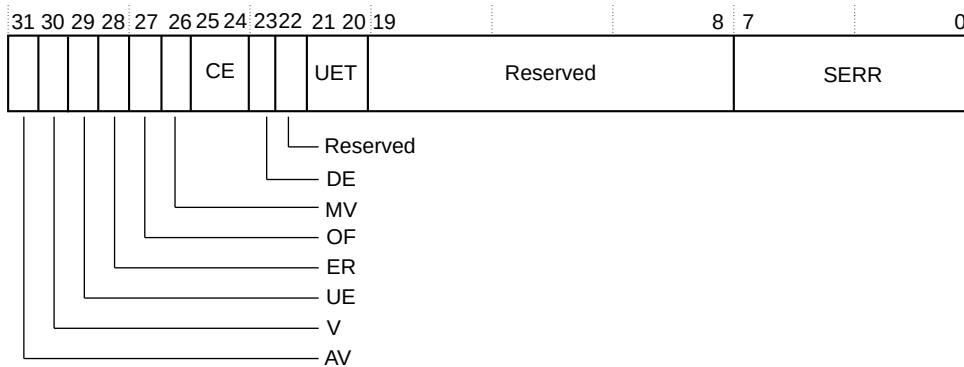 31 30 29 28 27 26 25 24 23 22 21 20 19 8 7 0
CE UET Reserved SERR
Reserved
DE
MV
OF
ER
UE
V
AV